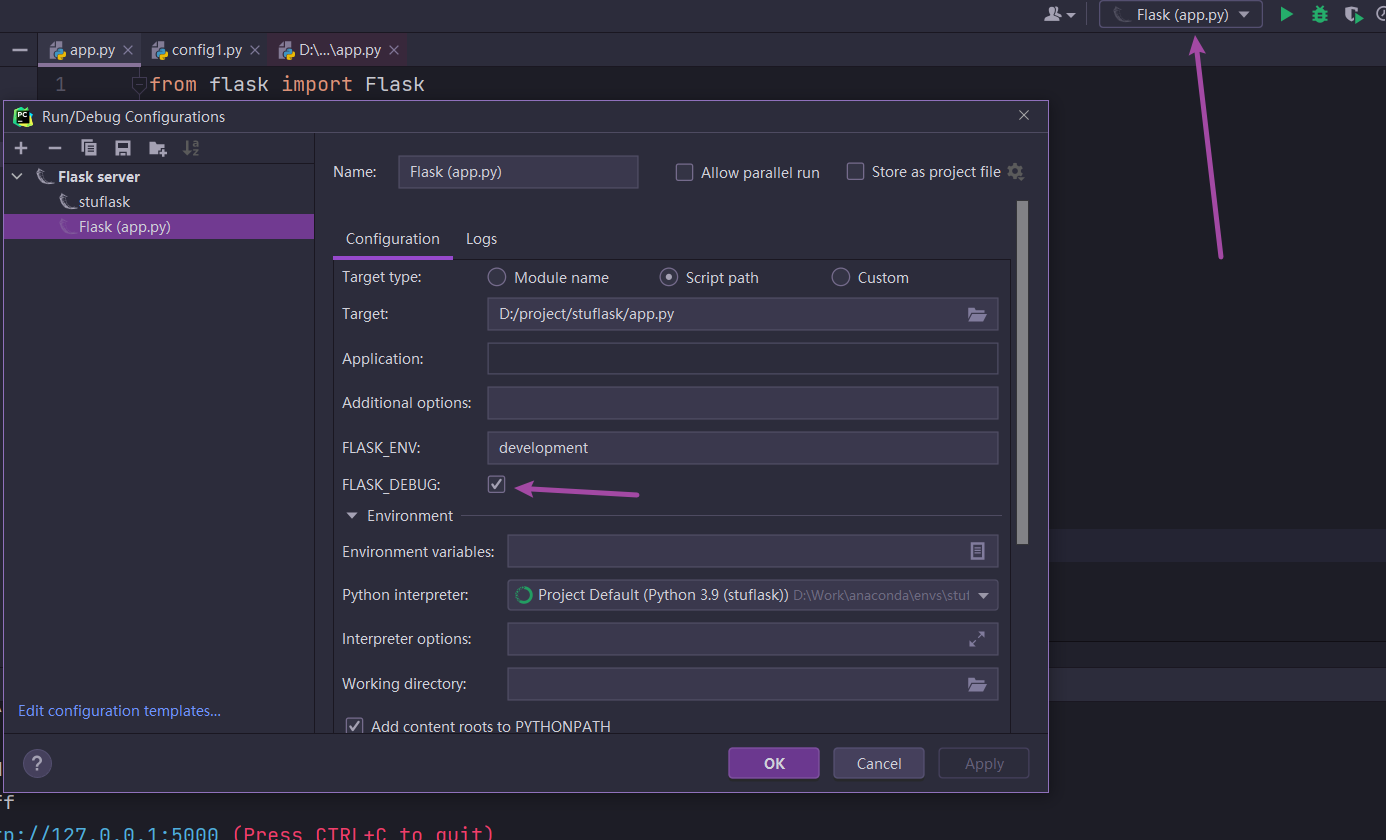 Flask (app.py)
app.py
config1.py
D:\...\app.py
1
from flask import Flask
PC
Run/Debug Configurations
Flask server
stuflask
Flask (app.py)
Name:
Flask (app.py)
Allow parallel run
Store as project file
Configuration
Logs
Target type:
Module name
Script path
Custom
Target:
D:/project/stuflask/app.py
Application:
Additional options:
FLASK_ENV:
development
FLASK_DEBUG:
Environment
Environment variables:
Python interpreter:
Project Default (Python 3.9 (stuflask)) D:\Work\anaconda\envs\stuf
Interpreter options:
Working directory:
Add content roots to PYTHONPATH
Edit configuration templates...
?
OK
Cancel
Apply
ff
tp://127.0.0.1:5000 (Press CTRL+C to quit)